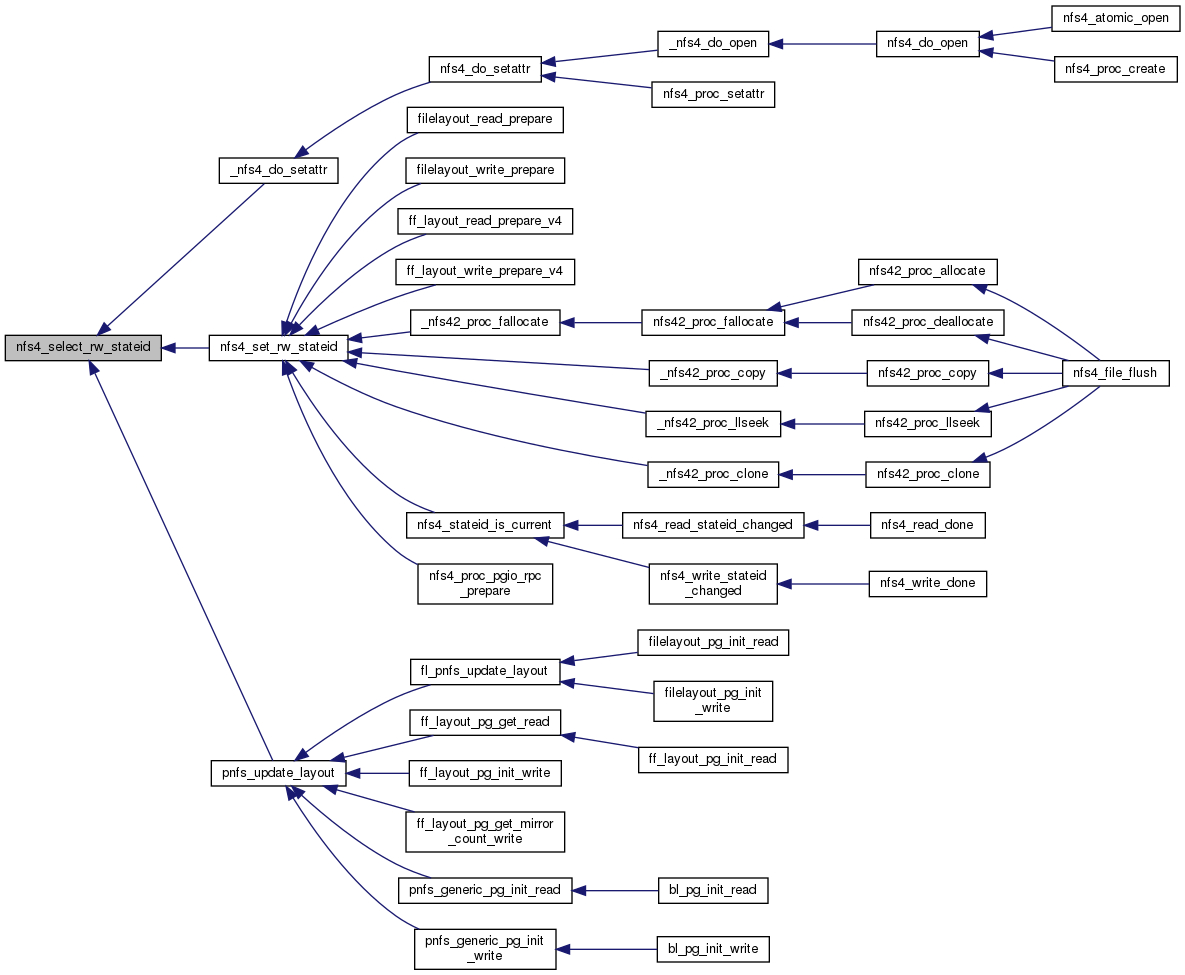 nfs4_atomic_open
_nfs4_do_open
nfs4_do_open
nfs4_do_setattr
nfs4_proc_create
nfs4_proc_setattr
filelayout_read_prepare
_nfs4_do_setattr
filelayout_write_prepare
ff_layout_read_prepare_v4
ff_layout_write_prepare_v4
nfs42_proc_allocate
_nfs42_proc_fallocate
nfs42_proc_fallocate
nfs42_proc_deallocate
nfs4_select_rw_stateid
nfs4_set_rw_stateid
_nfs42_proc_copy
nfs42_proc_copy
nfs4_file_flush
_nfs42_proc_llseek
nfs42_proc_llseek
_nfs42_proc_clone
nfs42_proc_clone
nfs4_stateid_is_current
nfs4_read_stateid_changed
nfs4_read_done
nfs4_proc_pgio_rpc
_prepare
nfs4_write_stateid
_changed
nfs4_write_done
filelayout_pg_init_read
fl_pnfs_update_layout
filelayout_pg_init
_write
ff_layout_pg_get_read
ff_layout_pg_init_read
pnfs_update_layout
ff_layout_pg_init_write
ff_layout_pg_get_mirror
_count_write
pnfs_generic_pg_init_read
bl_pg_init_read
pnfs_generic_pg_init
_write
bl_pg_init_write